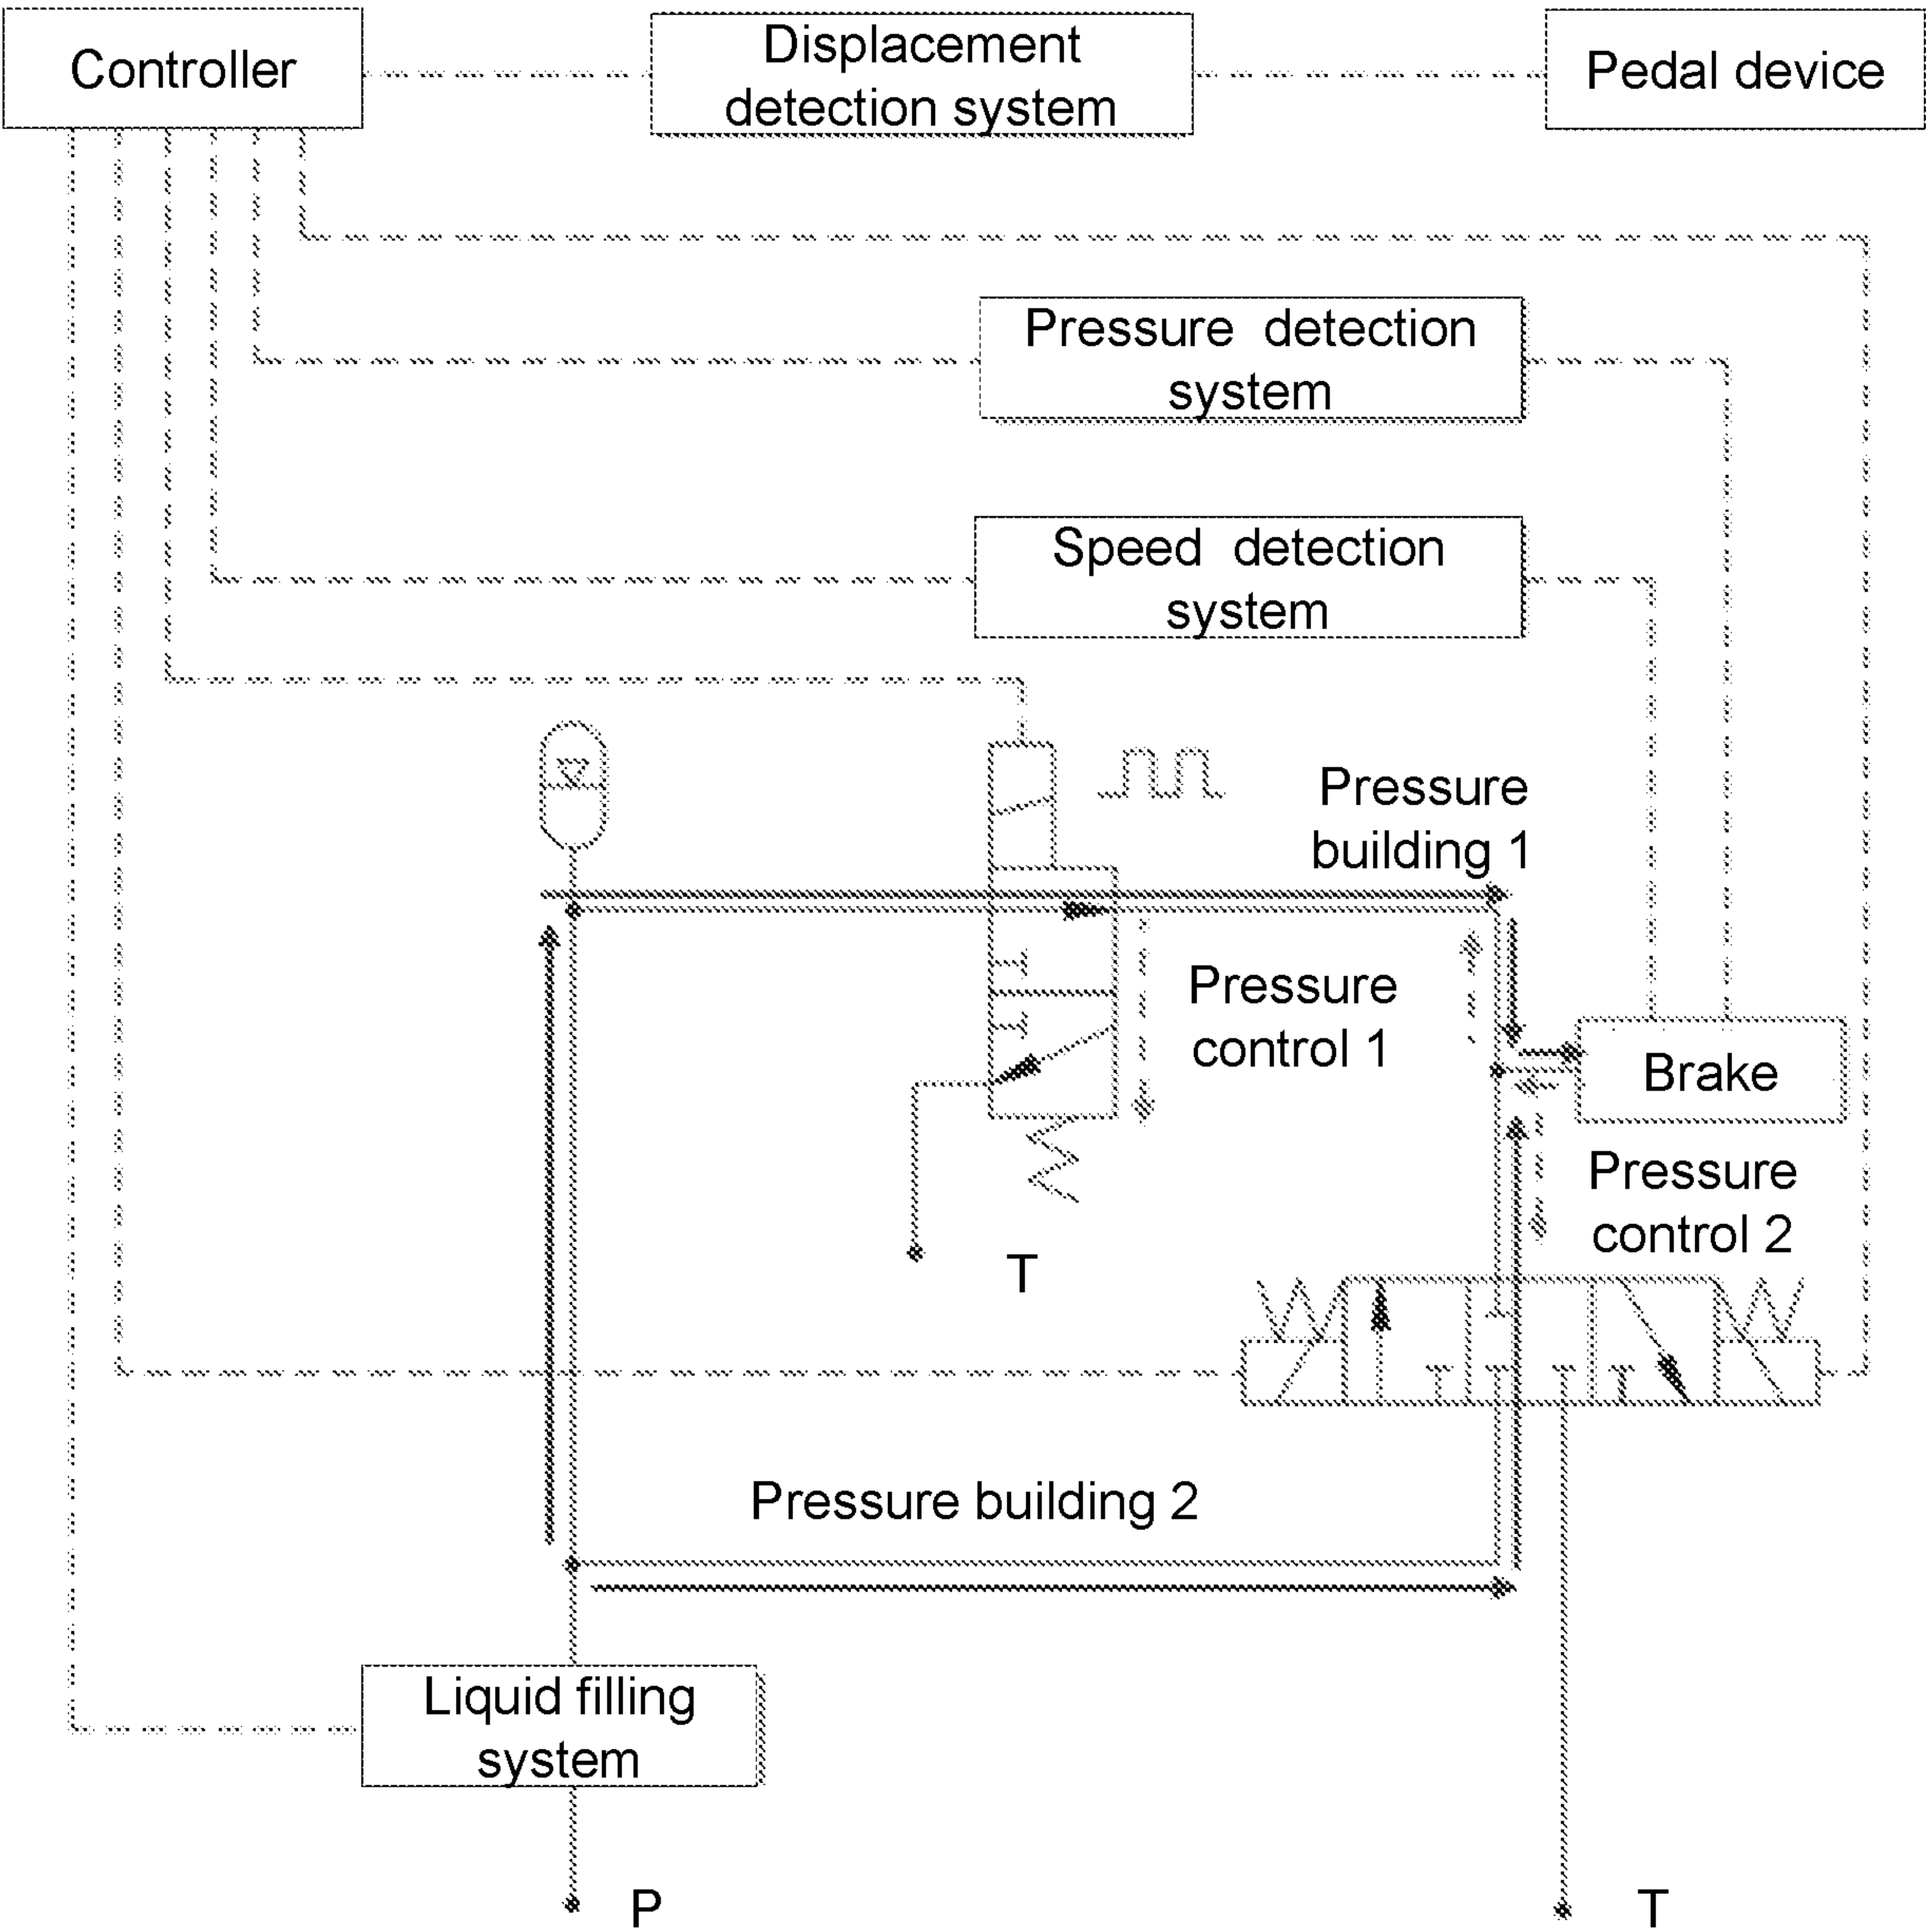 Controller
Displacement
detection system
Pedal device
Pressure detection
system
Speed detection
system
Pressure
building 1
Pressure
control 1
Brake
Pressure
control 2
T
Pressure building 2
Liquid filling
system
P
T